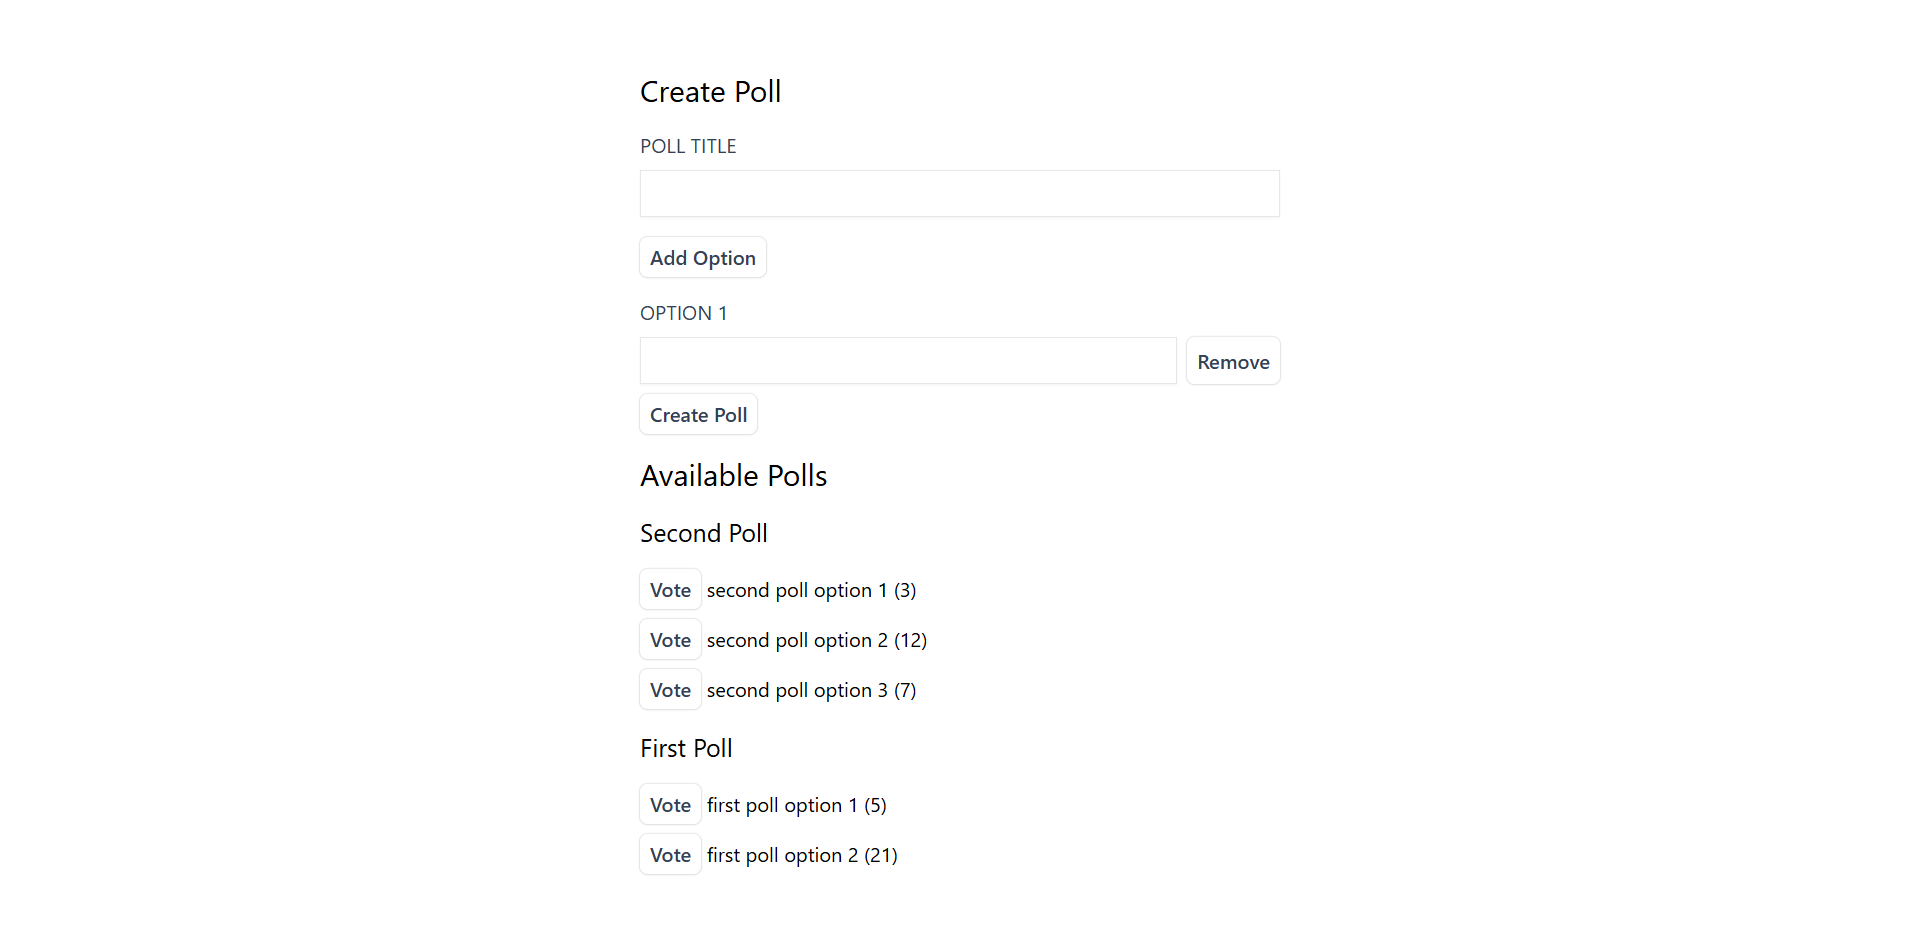 Create Poll
POLL TITLE
Add Option
OPTION 1
Remove
Create Poll
Available Polls
Second Poll
Vote second poll option 1 (3)
Vote second poll option 2 (12)
Vote second poll option 3 (7)
First Poll
Vote first poll option 1 (5)
Vote first poll option 2 (21)